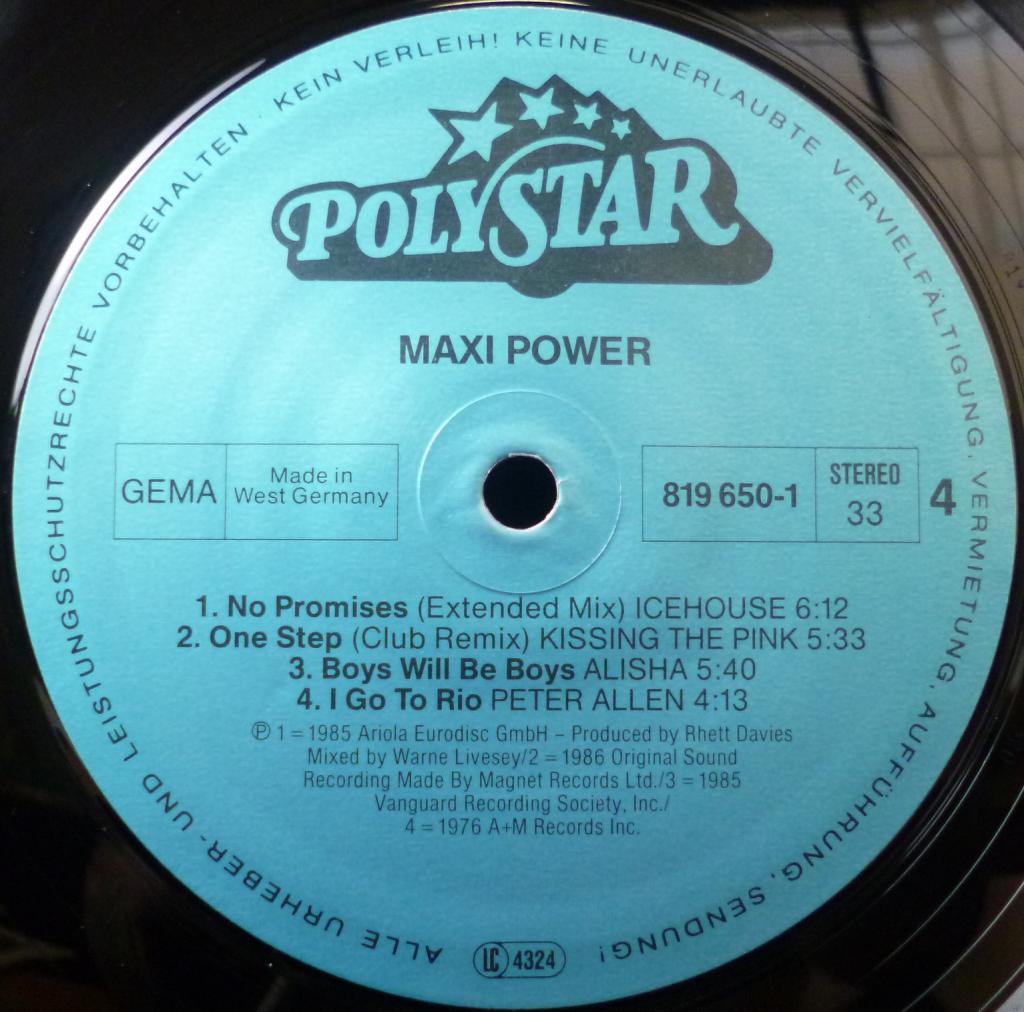 ALLE URHEBER- UND LEISTUNGSSCHUTZRECHTE VORBEHALTEN · KEIN VERLEIH! KEINE UNERLAUBTE VERVIELFÄLTIGUNG, VERMIETUNG, AUFFÜHRUNG, SENDUNG!
POLYSTAR
MAXI POWER
GEMA
Made in
West Germany
819 650-1
STEREO
33
4
1. No Promises (Extended Mix) ICEHOUSE 6:12
2. One Step (Club Remix) KISSING THE PINK 5:33
3. Boys Will Be Boys ALISHA 5:40
4. I Go To Rio PETER ALLEN 4:13
℗ 1 = 1985 Ariola Eurodisc GmbH – Produced by Rhett Davies
Mixed by Warne Livesey/2 = 1986 Original Sound
Recording Made By Magnet Records Ltd./3 = 1985
Vanguard Recording Society, Inc./
4 = 1976 A+M Records Inc.
LC 4324